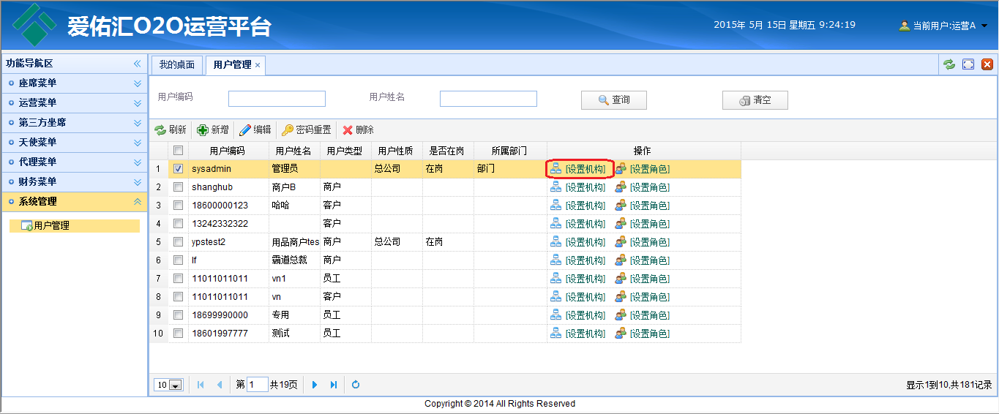 爱佑汇O2O运营平台
2015年 5月 15日 星期五 9:24:19
当前用户:运营A
功能导航区
座席菜单
运营菜单
第三方坐席
天使菜单
代理菜单
财务菜单
系统管理
用户管理
我的桌面 用户管理 ×
用户编码 用户姓名 查询 清空
刷新 新增 编辑 密码重置 删除
用户编码 用户姓名 用户类型 用户性质 是否在岗 所属部门 操作
1 sysadmin 管理员 总公司 在岗 部门 [设置机构] [设置角色]
2 shanghub 商户B 商户 [设置机构] [设置角色]
3 18600000123 哈哈 客户 [设置机构] [设置角色]
4 13242332322 客户 [设置机构] [设置角色]
5 ypstest2 用品商户tes 商户 总公司 在岗 [设置机构] [设置角色]
6 lf 霸道总裁 商户 [设置机构] [设置角色]
7 11011011011 vn1 员工 [设置机构] [设置角色]
8 11011011011 vn 客户 [设置机构] [设置角色]
9 18699990000 专用 员工 [设置机构] [设置角色]
10 18601997777 测试 员工 [设置机构] [设置角色]
10 第 1 共19页 显示1到10,共181记录
Copyright © 2014 All Rights Reserved